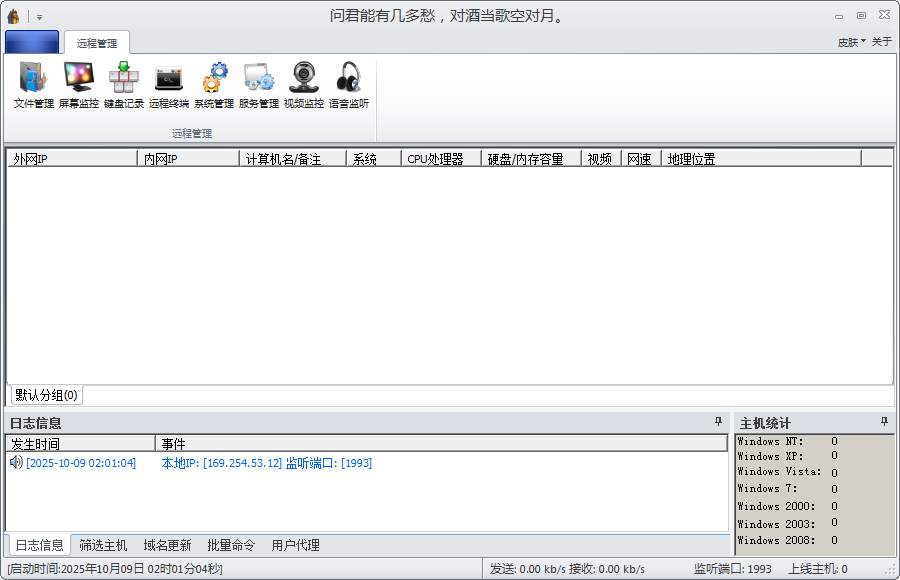 问君能有几多愁，对酒当歌空对月。
远程管理
皮肤 关于
文件管理 屏幕监控 键盘记录 远程终端 系统管理 服务管理 视频监控 语音监听
远程管理
外网IP 内网IP 计算机名/备注 系统 CPU处理器 硬盘/内存容量 视频 网速 地理位置
默认分组(0)
日志信息
发生时间 事件
[2025-10-09 02:01:04] 本地IP: [169.254.53.12] 监听端口: [1993]
日志信息 筛选主机 域名更新 批量命令 用户代理
主机统计
Windows NT: 0
Windows XP: 0
Windows Vista: 0
Windows 7: 0
Windows 2000: 0
Windows 2003: 0
Windows 2008: 0
[启动时间:2025年10月09日 02时01分04秒] 发送: 0.00 kb/s 接收: 0.00 kb/s 监听端口: 1993 上线主机: 0